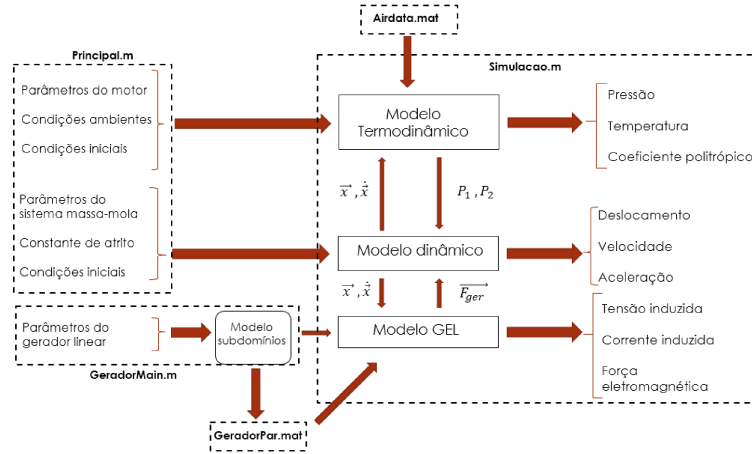 Airdata.mat
Principal.m
Simulacao.m
Parâmetros do motor
Condições ambientes
Condições iniciais
Modelo
Termodinâmico
Pressão
Temperatura
Coeficiente politrópico
x⃗ , ẋ⃗
P₁ , P₂
Parâmetros do
sistema massa-mola
Constante de atrito
Condições iniciais
Modelo dinâmico
Deslocamento
Velocidade
Aceleração
x⃗ , ẋ⃗
F_ger
Parâmetros do
gerador linear
Modelo
subdomínios
Modelo GEL
Tensão induzida
Corrente induzida
Força
eletromagnética
GeradorMain.m
GeradorPar.mat